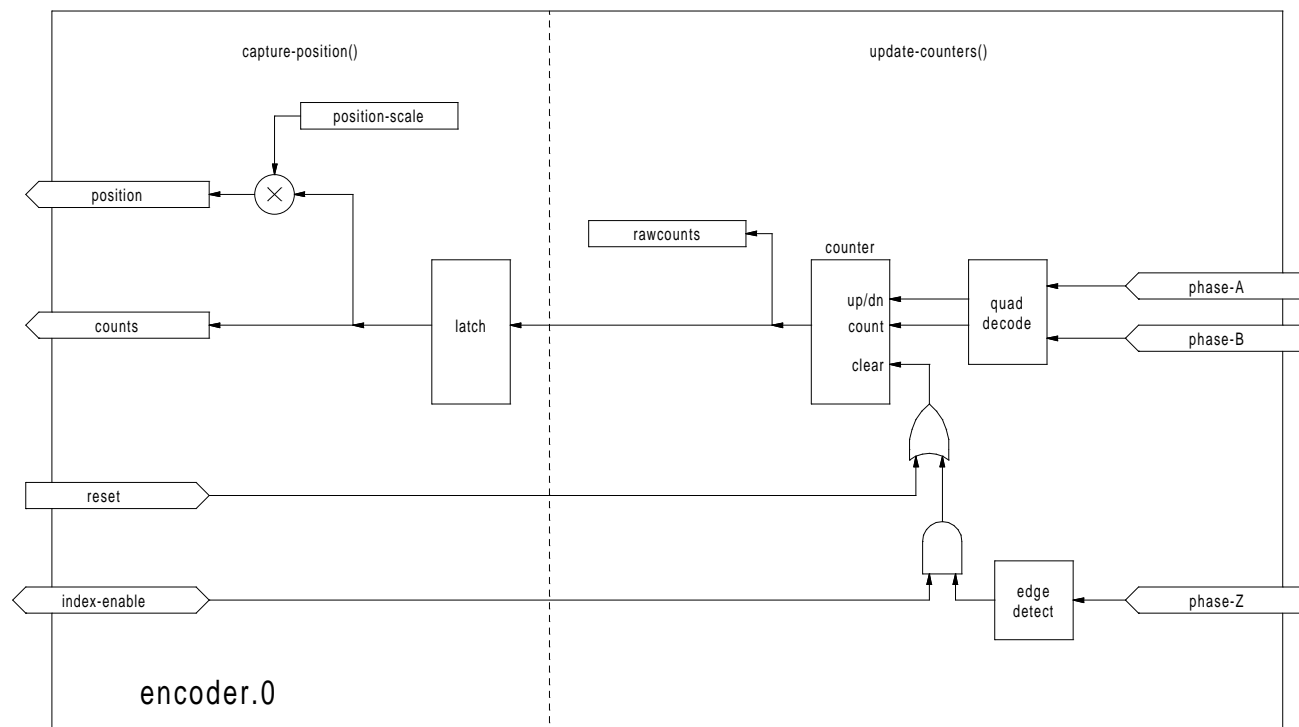 capture-position()
update-counters()
position-scale
position
rawcounts
counter
up/dn
count
clear
quad
decode
phase-A
phase-B
counts
latch
reset
index-enable
edge
detect
phase-Z
encoder.0